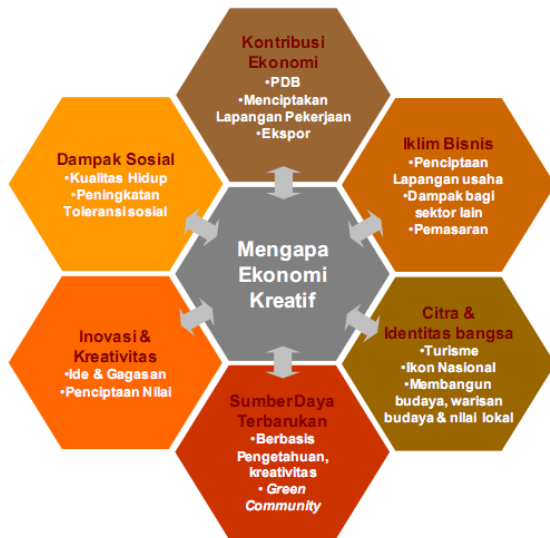 Kontribusi
Ekonomi
•PDB
•Menciptakan
Lapangan Pekerjaan
•Ekspor
Iklim Bisnis
•Penciptaan
Lapangan usaha
•Dampak bagi
sektor lain
•Pemasaran
Dampak Sosial
•Kualitas Hidup
•Peningkatan
Toleransi sosial
Mengapa
Ekonomi
Kreatif
Citra &
Identitas bangsa
•Turisme
•Ikon Nasional
•Membangun
budaya, warisan
budaya & nilai lokal
Inovasi &
Kreativitas
•Ide & Gagasan
•Penciptaan Nilai
Sumber Daya
Terbarukan
•Berbasis
Pengetahuan,
kreativitas
• Green
Community